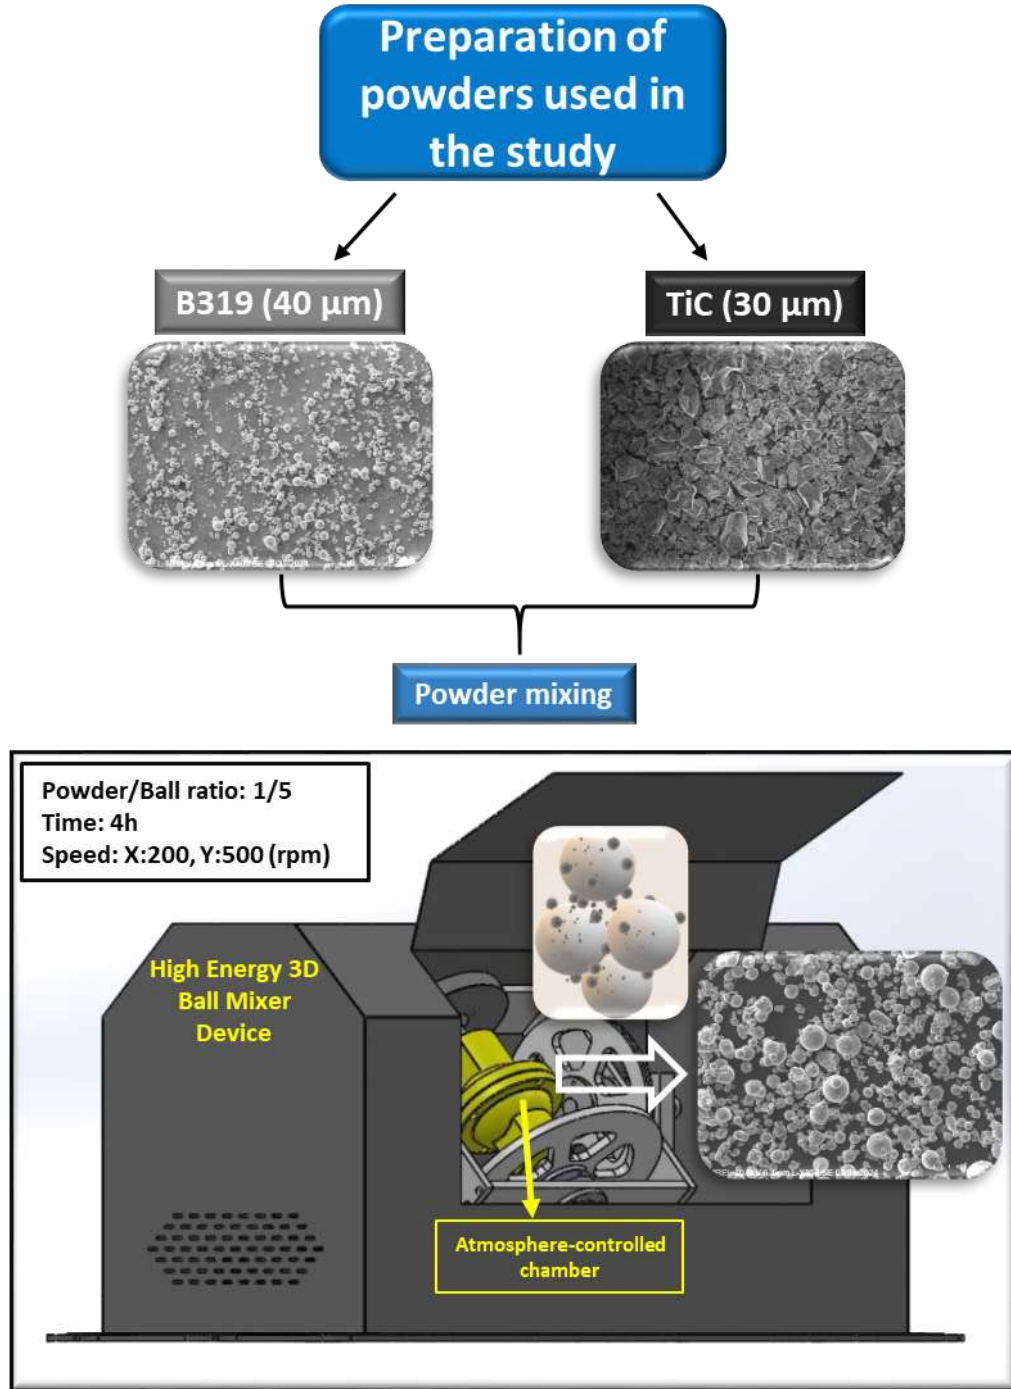 Preparation of
powders used in
the study
B319 (40 µm)
TiC (30 µm)
Powder mixing
Powder/Ball ratio: 1/5
Time: 4h
Speed: X:200, Y:500 (rpm)
High Energy 3D
Ball Mixer
Device
Atmosphere-controlled
chamber